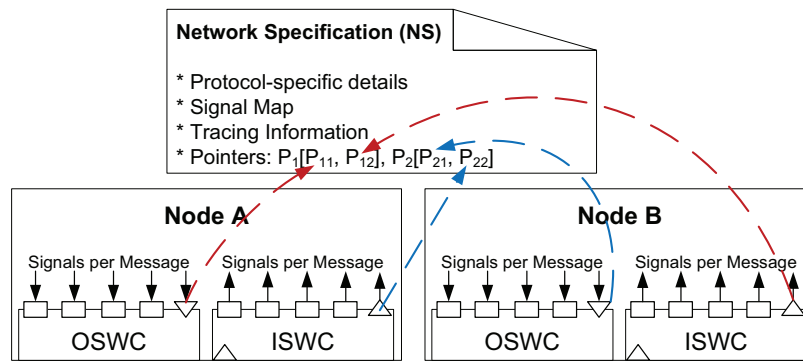 Network Specification (NS)
* Protocol-specific details
* Signal Map
* Tracing Information
* Pointers: P₁[P₁₁, P₁₂], P₂[P₂₁, P₂₂]
Node A
Signals per Message
Signals per Message
OSWC
ISWC
Node B
Signals per Message
Signals per Message
OSWC
ISWC